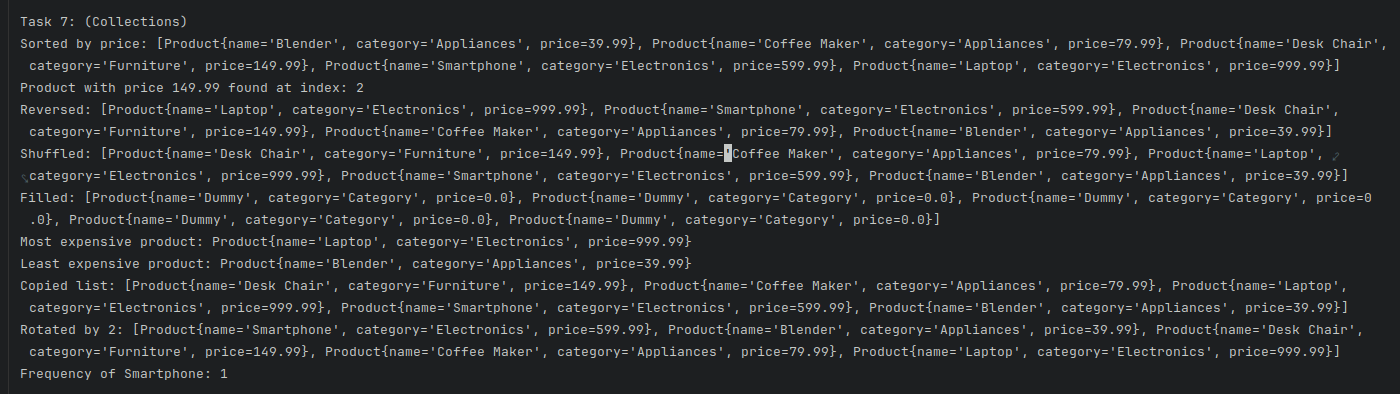 Task 7: (Collections)
Sorted by price: [Product{name='Blender', category='Appliances', price=39.99}, Product{name='Coffee Maker', category='Appliances', price=79.99}, Product{name='Desk Chair',
category='Furniture', price=149.99}, Product{name='Smartphone', category='Electronics', price=599.99}, Product{name='Laptop', category='Electronics', price=999.99}]
Product with price 149.99 found at index: 2
Reversed: [Product{name='Laptop', category='Electronics', price=999.99}, Product{name='Smartphone', category='Electronics', price=599.99}, Product{name='Desk Chair',
category='Furniture', price=149.99}, Product{name='Coffee Maker', category='Appliances', price=79.99}, Product{name='Blender', category='Appliances', price=39.99}]
Shuffled: [Product{name='Desk Chair', category='Furniture', price=149.99}, Product{name='Coffee Maker', category='Appliances', price=79.99}, Product{name='Laptop',
category='Electronics', price=999.99}, Product{name='Smartphone', category='Electronics', price=599.99}, Product{name='Blender', category='Appliances', price=39.99}]
Filled: [Product{name='Dummy', category='Category', price=0.0}, Product{name='Dummy', category='Category', price=0.0}, Product{name='Dummy', category='Category', price=0
.0}, Product{name='Dummy', category='Category', price=0.0}, Product{name='Dummy', category='Category', price=0.0}]
Most expensive product: Product{name='Laptop', category='Electronics', price=999.99}
Least expensive product: Product{name='Blender', category='Appliances', price=39.99}
Copied list: [Product{name='Desk Chair', category='Furniture', price=149.99}, Product{name='Coffee Maker', category='Appliances', price=79.99}, Product{name='Laptop',
category='Electronics', price=999.99}, Product{name='Smartphone', category='Electronics', price=599.99}, Product{name='Blender', category='Appliances', price=39.99}]
Rotated by 2: [Product{name='Smartphone', category='Electronics', price=599.99}, Product{name='Blender', category='Appliances', price=39.99}, Product{name='Desk Chair',
category='Furniture', price=149.99}, Product{name='Coffee Maker', category='Appliances', price=79.99}, Product{name='Laptop', category='Electronics', price=999.99}]
Frequency of Smartphone: 1